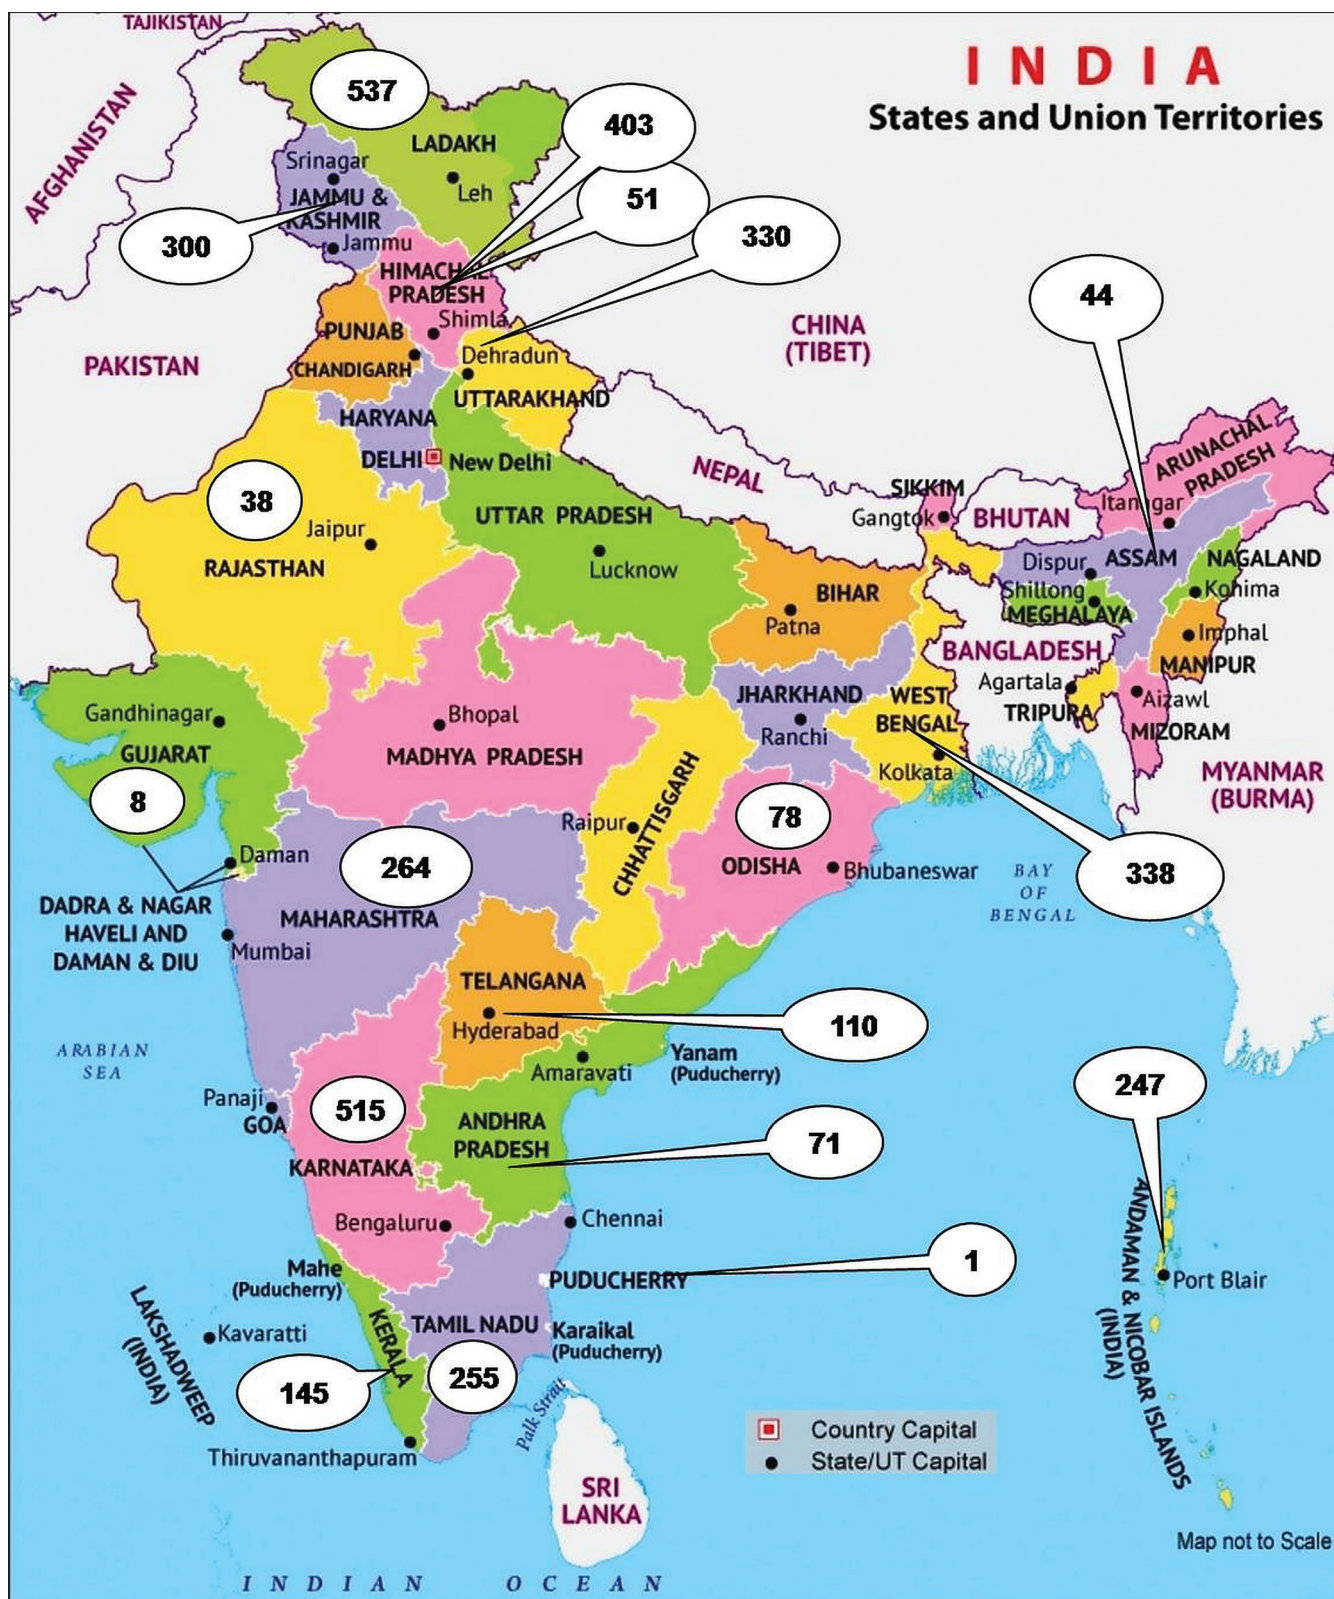 TAJIKISTAN
INDIA
States and Union Territories
AFGHANISTAN
537
403
LADAKH
Srinagar
Leh
JAMMU &
KASHMIR
51
300
Jammu
330
HIMACHAL
PRADESH
44
Shimla
PUNJAB
CHINA
(TIBET)
PAKISTAN
Dehradun
CHANDIGARH
UTTARAKHAND
HARYANA
DELHI
New Delhi
NEPAL
ARUNACHAL
PRADESH
SIKKIM
Itanagar
38
Gangtok
BHUTAN
UTTAR PRADESH
Jaipur
RAJASTHAN
Lucknow
Dispur
ASSAM
NAGALAND
Shillong
Kohima
MEGHALAYA
BIHAR
Patna
Imphal
BANGLADESH
MANIPUR
Agartala
Aizawl
TRIPURA
MIZORAM
JHARKHAND
WEST
BENGAL
Ranchi
Kolkata
Gandhinagar
GUJARAT
Bhopal
MADHYA PRADESH
MYANMAR
(BURMA)
8
78
Raipur
CHHATTISGARH
Daman
264
ODISHA
Bhubaneswar
BAY
OF
BENGAL
338
DADRA & NAGAR
HAVELI AND
DAMAN & DIU
MAHARASHTRA
Mumbai
TELANGANA
Hyderabad
110
ARABIAN
SEA
Yanam
(Puducherry)
Amaravati
247
Panaji
GOA
515
ANDHRA
PRADESH
71
KARNATAKA
Bengaluru
Chennai
Mahe
(Puducherry)
PUDUCHERRY
1
Port Blair
ANDAMAN & NICOBAR ISLANDS
(INDIA)
LAKSHADWEEP
(INDIA)
Kavaratti
KERALA
TAMIL NADU
Karaikal
(Puducherry)
145
255
Palk Strait
Thiruvananthapuram
Country Capital
State/UT Capital
SRI
LANKA
Map not to Scale
INDIAN OCEAN